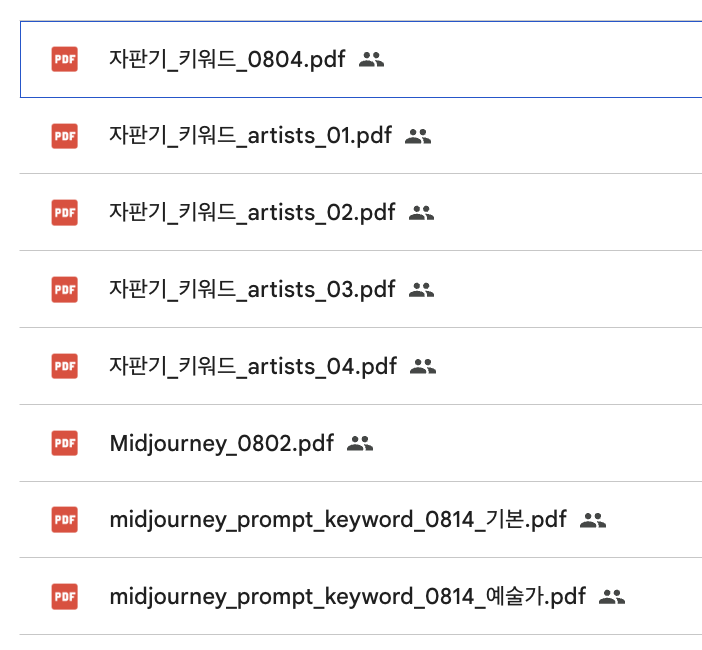 PDF 자판기_키워드_0804.pdf
PDF 자판기_키워드_artists_01.pdf
PDF 자판기_키워드_artists_02.pdf
PDF 자판기_키워드_artists_03.pdf
PDF 자판기_키워드_artists_04.pdf
PDF Midjourney_0802.pdf
PDF midjourney_prompt_keyword_0814_기본.pdf
PDF midjourney_prompt_keyword_0814_예술가.pdf